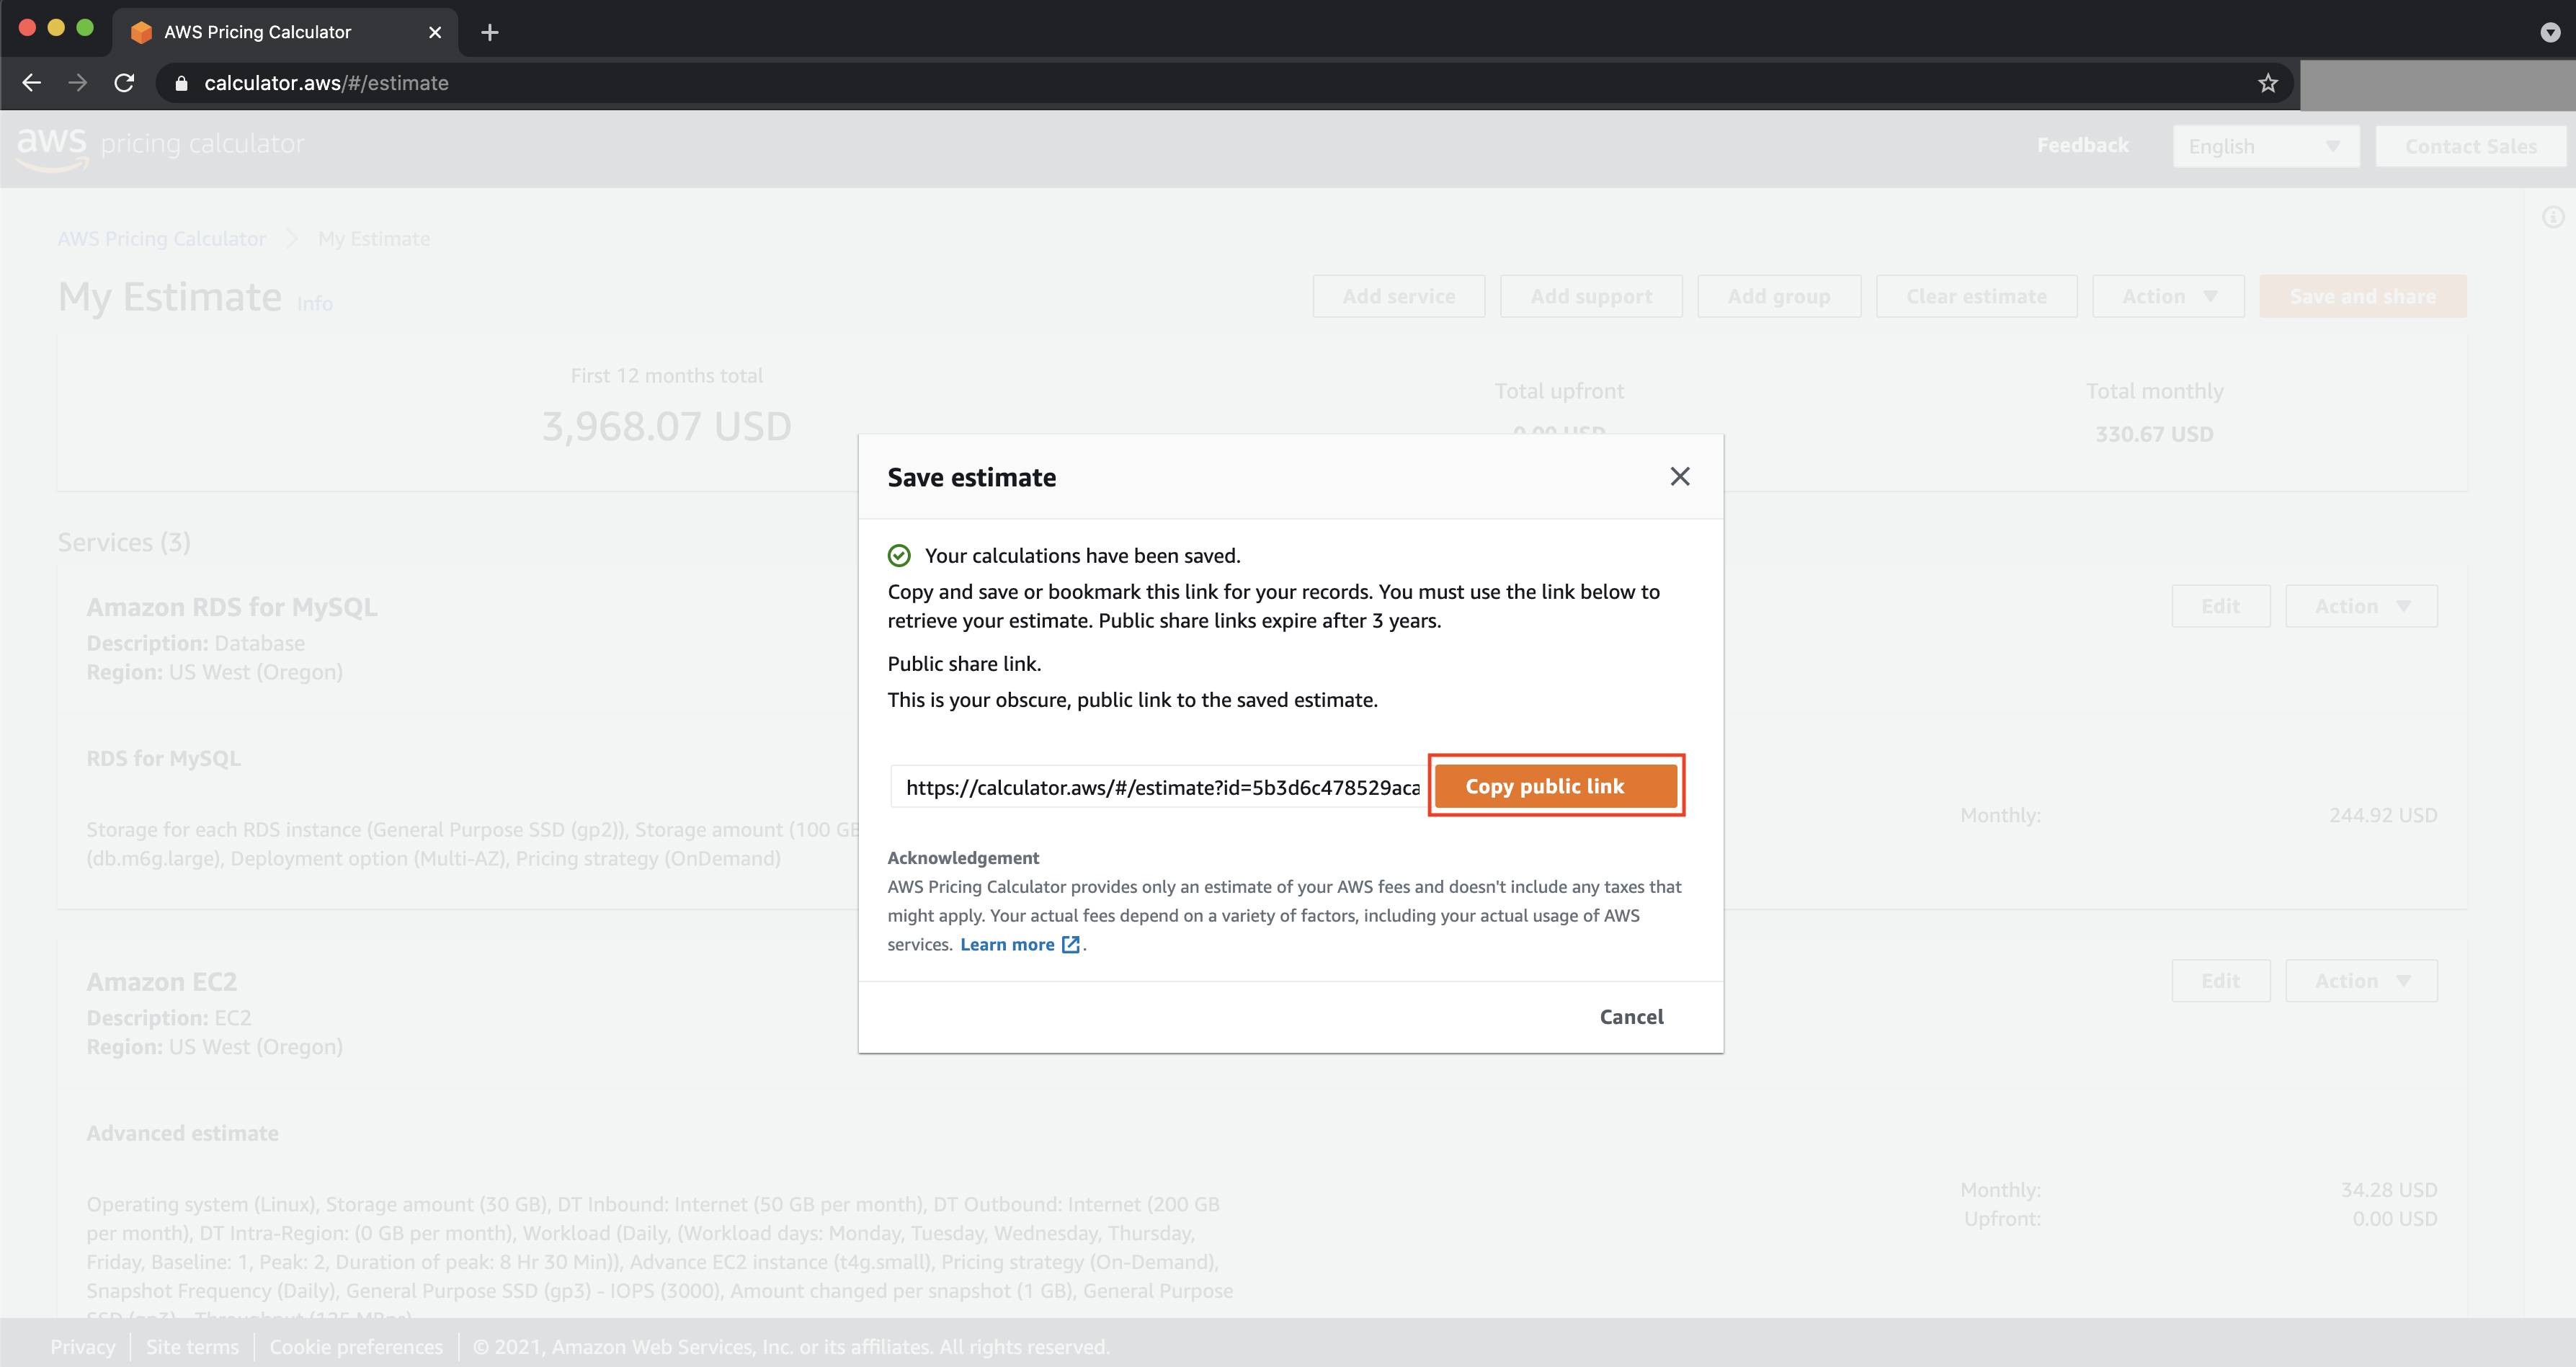 AWS Pricing Calculator
calculator.aws/#/estimate
aws pricing calculator
Feedback
English
Contact Sales
AWS Pricing Calculator
My Estimate
My Estimate
Info
Add service
Add support
Add group
Clear estimate
Action
Save and share
First 12 months total
3,968.07 USD
Total upfront
0.00 USD
Total monthly
330.67 USD
Save estimate
Your calculations have been saved.
Copy and save or bookmark this link for your records. You must use the link below to
retrieve your estimate. Public share links expire after 3 years.
Public share link.
This is your obscure, public link to the saved estimate.
https://calculator.aws/#/estimate?id=5b3d6c478529aca
Copy public link
Acknowledgement
AWS Pricing Calculator provides only an estimate of your AWS fees and doesn't include any taxes that
might apply. Your actual fees depend on a variety of factors, including your actual usage of AWS
services. Learn more .
Cancel
Services (3)
Amazon RDS for MySQL
Edit
Action
Description: Database
Region: US West (Oregon)
RDS for MySQL
Storage for each RDS instance (General Purpose SSD (gp2)), Storage amount (100 GB
(db.m6g.large), Deployment option (Multi-AZ), Pricing strategy (OnDemand)
Monthly:
244.92 USD
Amazon EC2
Edit
Action
Description: EC2
Region: US West (Oregon)
Advanced estimate
Operating system (Linux), Storage amount (30 GB), DT Inbound: Internet (50 GB per month), DT Outbound: Internet (200 GB
per month), DT Intra-Region: (0 GB per month), Workload (Daily, (Workload days: Monday, Tuesday, Wednesday, Thursday,
Friday, Baseline: 1, Peak: 2, Duration of peak: 8 Hr 30 Min)), Advance EC2 instance (t4g.small), Pricing strategy (On-Demand),
Snapshot Frequency (Daily), General Purpose SSD (gp3) - IOPS (3000), Amount changed per snapshot (1 GB), General Purpose
SSD (gp3) - Throughput (125 MBps)
Monthly:
34.28 USD
Upfront:
0.00 USD
Privacy
Site terms
Cookie preferences
© 2021, Amazon Web Services, Inc. or its affiliates. All rights reserved.